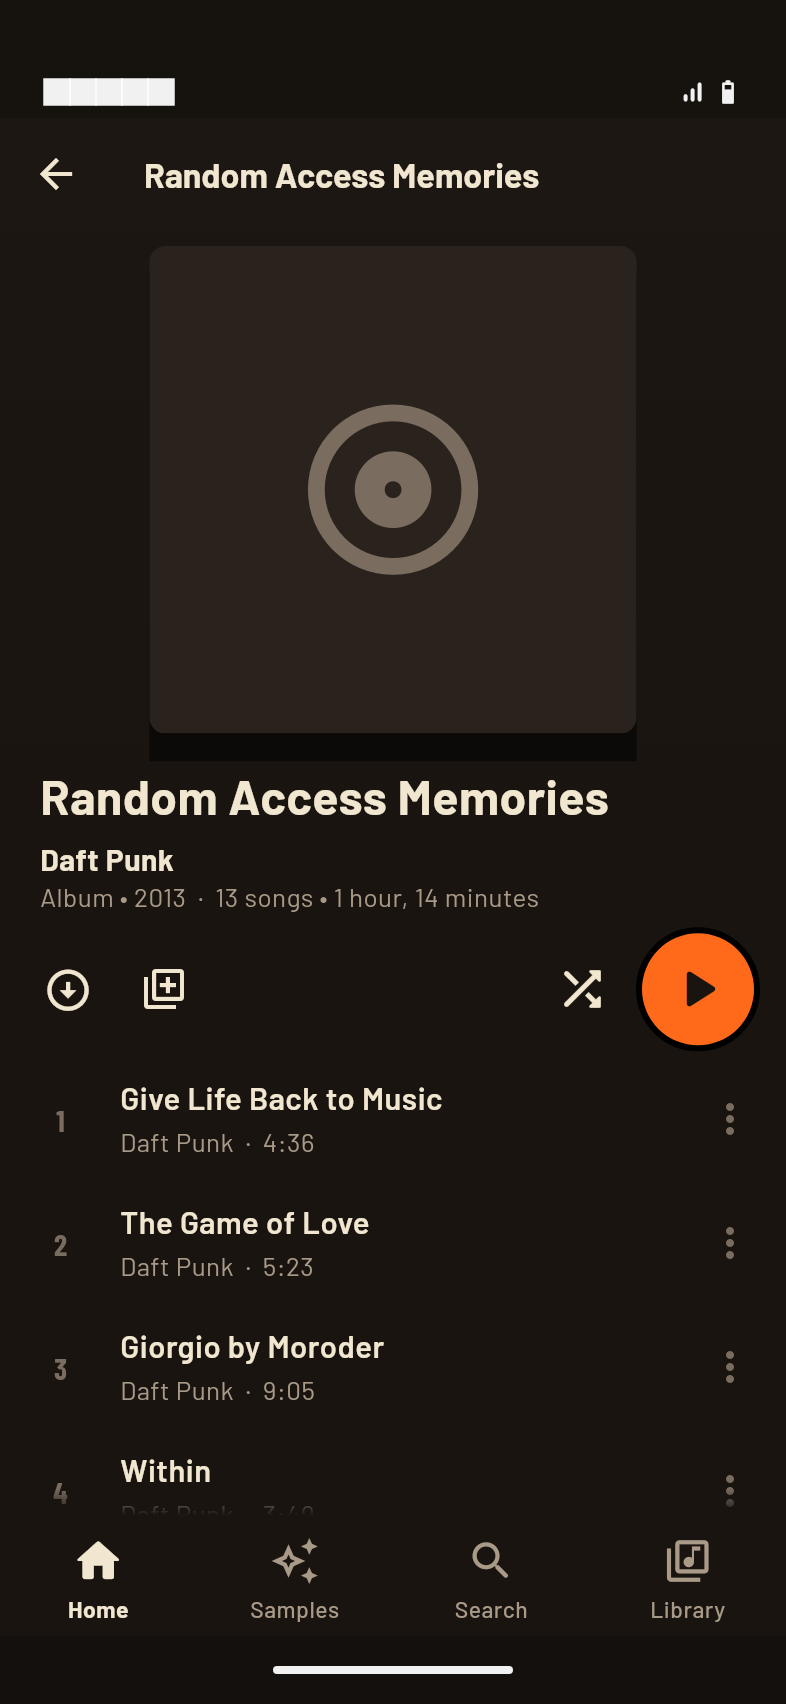 Random Access Memories
Random Access Memories
Daft Punk
Album • 2013 · 13 songs • 1 hour, 14 minutes
1
Give Life Back to Music
Daft Punk · 4:36
2
The Game of Love
Daft Punk · 5:23
3
Giorgio by Moroder
Daft Punk · 9:05
4
Within
Daft Punk
Home
Samples
Search
Library